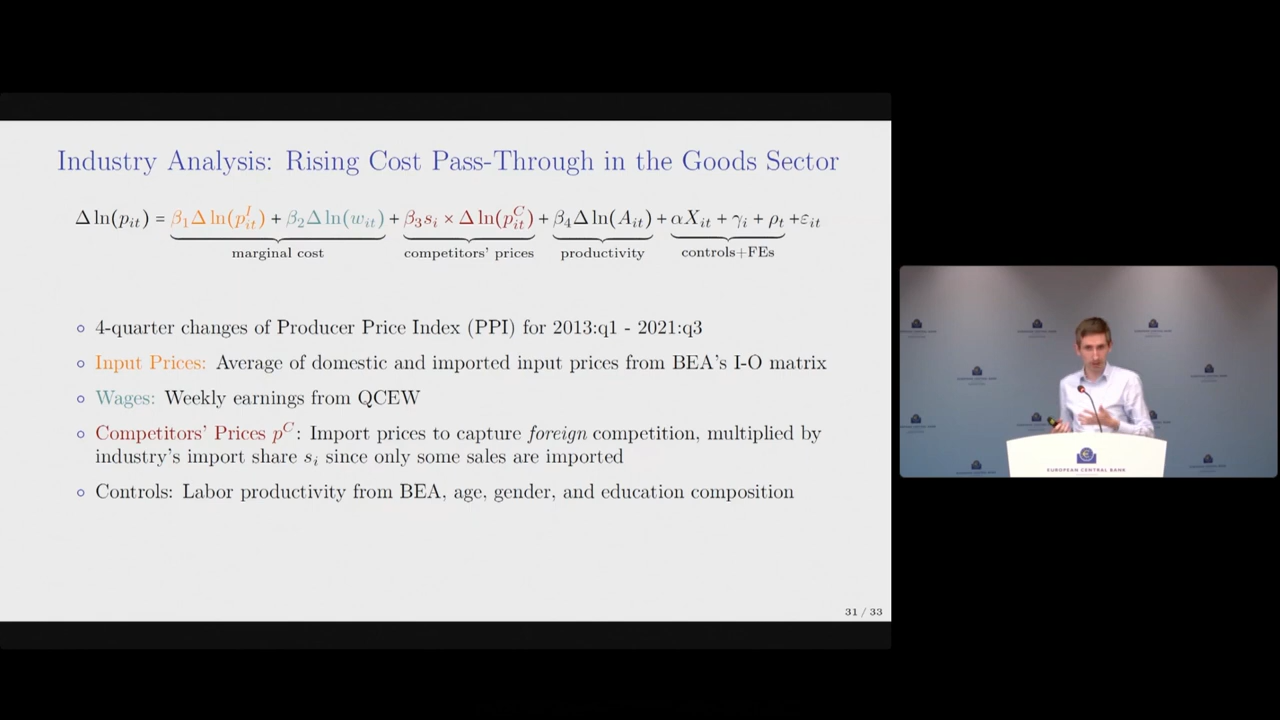 Industry Analysis: Rising Cost Pass-Through in the Goods Sector
Δ ln(p_it) = β₁Δ ln(p^I_it) + β₂Δ ln(w_it) + β₃s_i × Δ ln(p^C_it) + β₄Δ ln(A_it) + αX_it + γ_i + ρ_t + ε_it
marginal cost competitors' prices productivity controls+FEs
4-quarter changes of Producer Price Index (PPI) for 2013:q1 - 2021:q3
Input Prices: Average of domestic and imported input prices from BEA's I-O matrix
Wages: Weekly earnings from QCEW
Competitors' Prices p^C: Import prices to capture foreign competition, multiplied by
industry's import share s_i since only some sales are imported
Controls: Labor productivity from BEA, age, gender, and education composition
31 / 33
EUROPEAN CENTRAL BANK